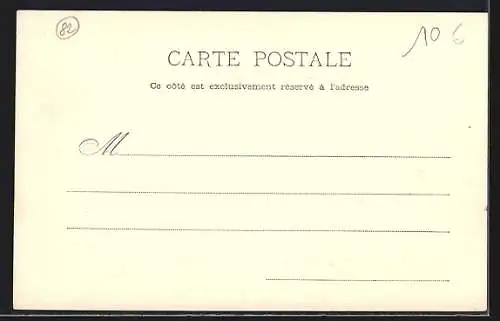 82
10 €
CARTE POSTALE
Ce côté est exclusivement réservé à l'adresse
M